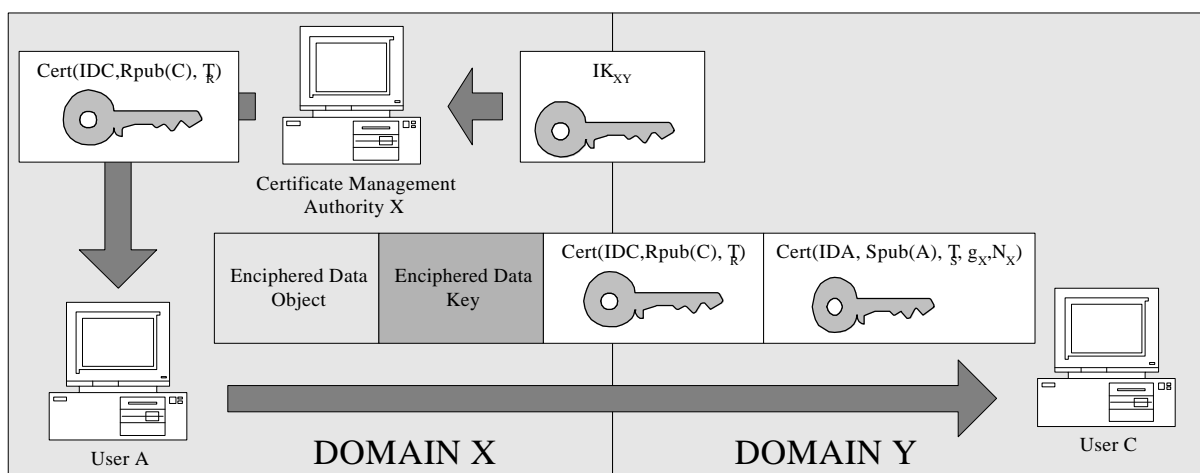 Cert(IDC,Rpub(C), TR)
IKXY
Certificate Management
Authority X
Enciphered Data
Object
Enciphered Data
Key
Cert(IDC,Rpub(C), TR)
Cert(IDA, Spub(A), TS, gX,NX)
User A
DOMAIN X
DOMAIN Y
User C